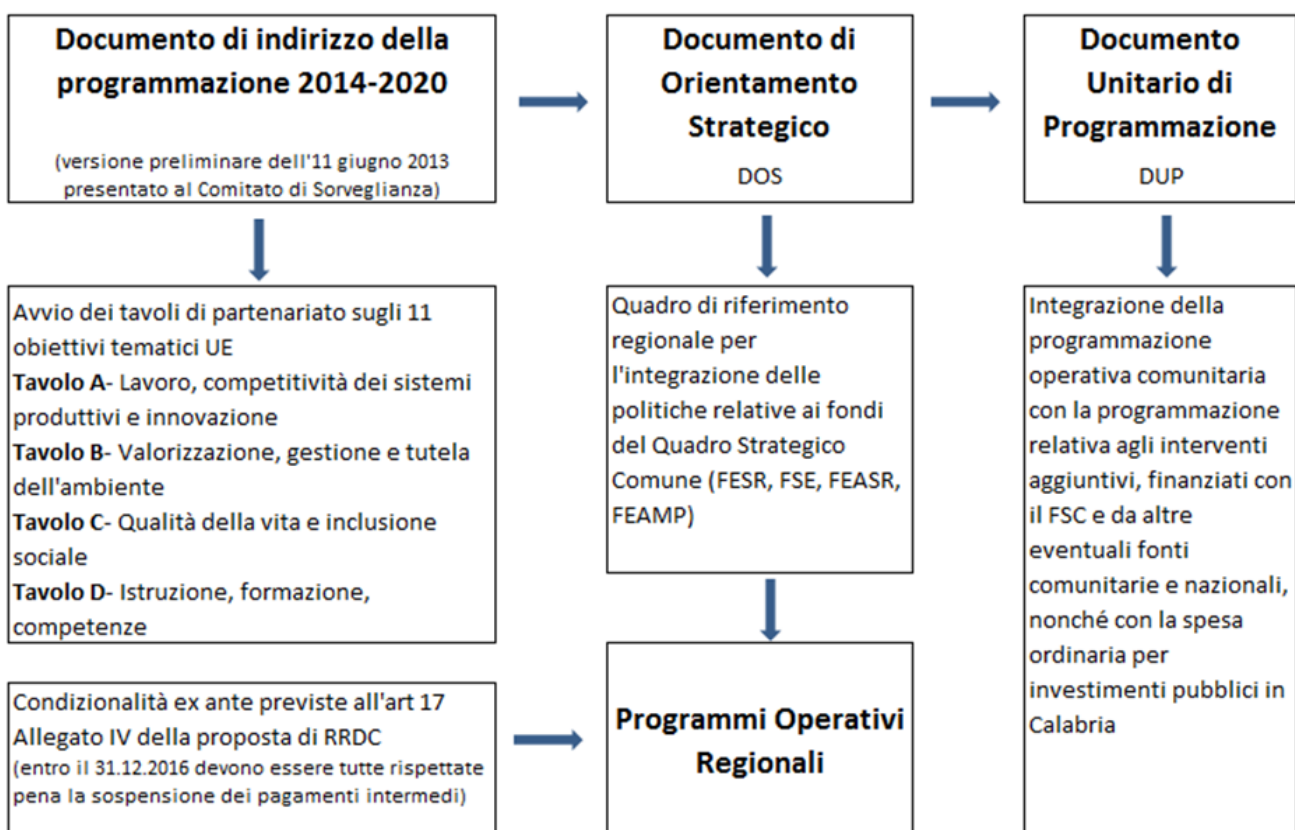 Documento di indirizzo della
programmazione 2014-2020
(versione preliminare dell'11 giugno 2013
presentato al Comitato di Sorveglianza)
Documento di
Orientamento
Strategico
DOS
Documento
Unitario di
Programmazione
DUP
Avvio dei tavoli di partenariato sugli 11
obiettivi tematici UE
Tavolo A- Lavoro, competitività dei sistemi
produttivi e innovazione
Tavolo B- Valorizzazione, gestione e tutela
dell'ambiente
Tavolo C- Qualità della vita e inclusione
sociale
Tavolo D- Istruzione, formazione,
competenze
Quadro di riferimento
regionale per
l'integrazione delle
politiche relative ai fondi
del Quadro Strategico
Comune (FESR, FSE, FEASR,
FEAMP)
Integrazione della
programmazione
operativa comunitaria
con la programmazione
relativa agli interventi
aggiuntivi, finanziati con
il FSC e da altre
eventuali fonti
comunitarie e nazionali,
nonché con la spesa
ordinaria per
investimenti pubblici in
Calabria
Condizionalità ex ante previste all'art 17
Allegato IV della proposta di RRDC
(entro il 31.12.2016 devono essere tutte rispettate
pena la sospensione dei pagamenti intermedi)
Programmi Operativi
Regionali